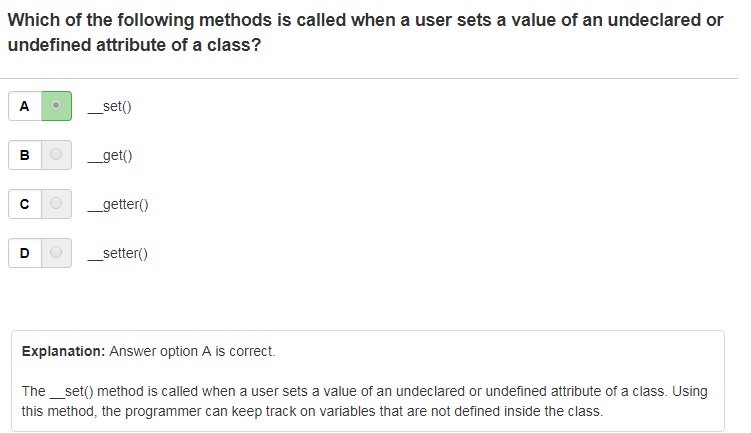 Which of the following methods is called when a user sets a value of an undeclared or
undefined attribute of a class?
A __set()
B __get()
C __getter()
D __setter()
Explanation: Answer option A is correct.
The __set() method is called when a user sets a value of an undeclared or undefined attribute of a class. Using
this method, the programmer can keep track on variables that are not defined inside the class.